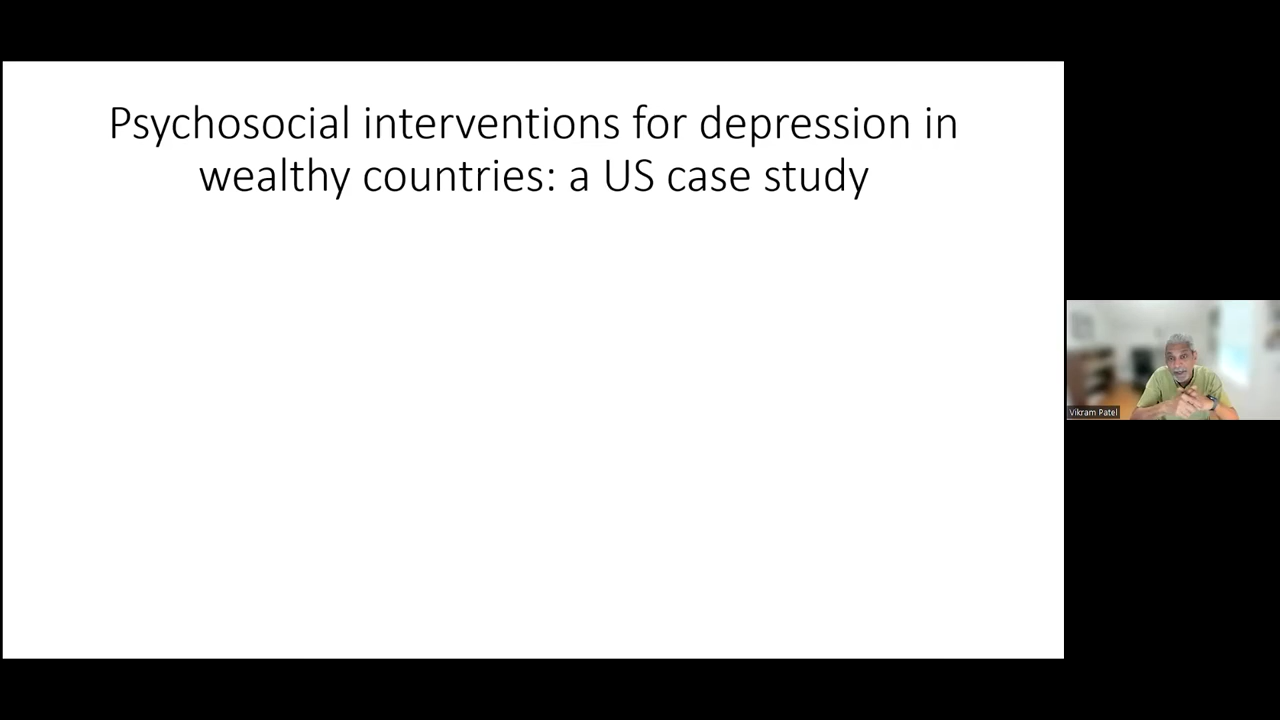 Psychosocial interventions for depression in
wealthy countries: a US case study
Vikram Patel